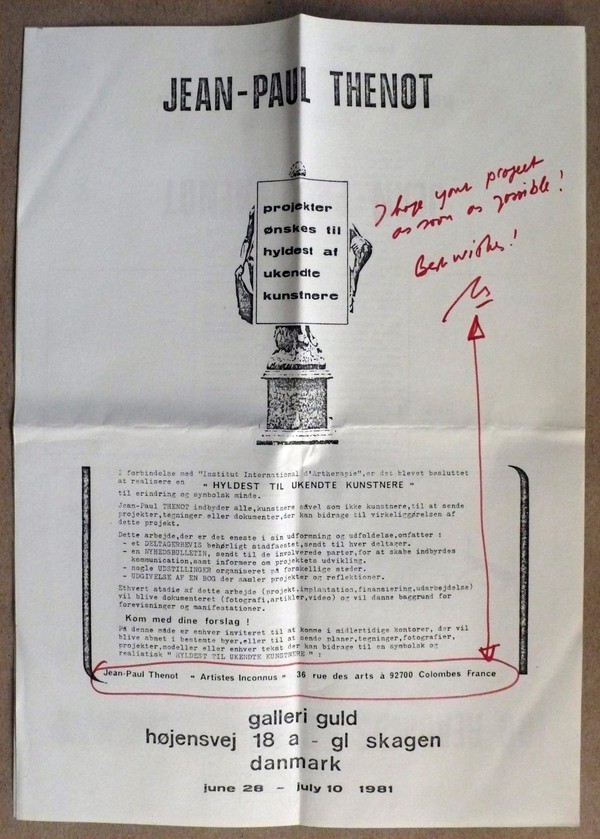 JEAN-PAUL THENOT
projekter
ønskes til
hyldest af
ukendte
kunstnere
I hope your project
as soon as possible!
Best wishes!
I forbindelse med "Institut International d'Artherapie",er det blevet besluttet
at realisere en " HYLDEST TIL UKENDTE KUNSTNERE "
til erindring og symbolsk minde.
Jean-Paul THENOT indbyder alle,kunstnere såvel som ikke kunstnere,til at sende
projekter,tegninger eller dokumenter,der kan bidrage til virkeliggørelsen af
dette projekt.
Dette arbejde,der er det eneste i sin udformning og udfoldelse,omfatter :
- et DELTAGERBEVIS behørligt stadfæstet,sendt til hver deltager.
- en NYHEDSBULLETIN, sendt til de involverede parter,for at skabe indbyrdes
kommunikation,samt informere om projektets udvikling.
- nogle UDSTILLINGER organiseret på forskellige steder.
- UDGIVELSE AF EN BOG der samler projekter og reflektioner.
Ethvert stadie af dette arbejde (projekt,implantation,finansiering,udarbejdelse)
vil blive dokumenteret (fotografi,artikler,video) og vil danne baggrund for
forevisninger og manifestationer.
Kom med dine forslag !
På denne måde er enhver inviteret til at komme i midlertidige kontorer, der vil
blive åbnet i bestemte byer,eller til at sende planer,tegninger,fotografier,
projekter,modeller eller enhver tekst der kan bidrage til en symbolsk og
realistisk " HYLDEST TIL UKENDTE KUNSTNERE " :
Jean-Paul Thenot " Artistes Inconnus " 36 rue des arts à 92700 Colombes France
galleri guld
højensvej 18 a - gl skagen
danmark
june 28 - july 10 1981